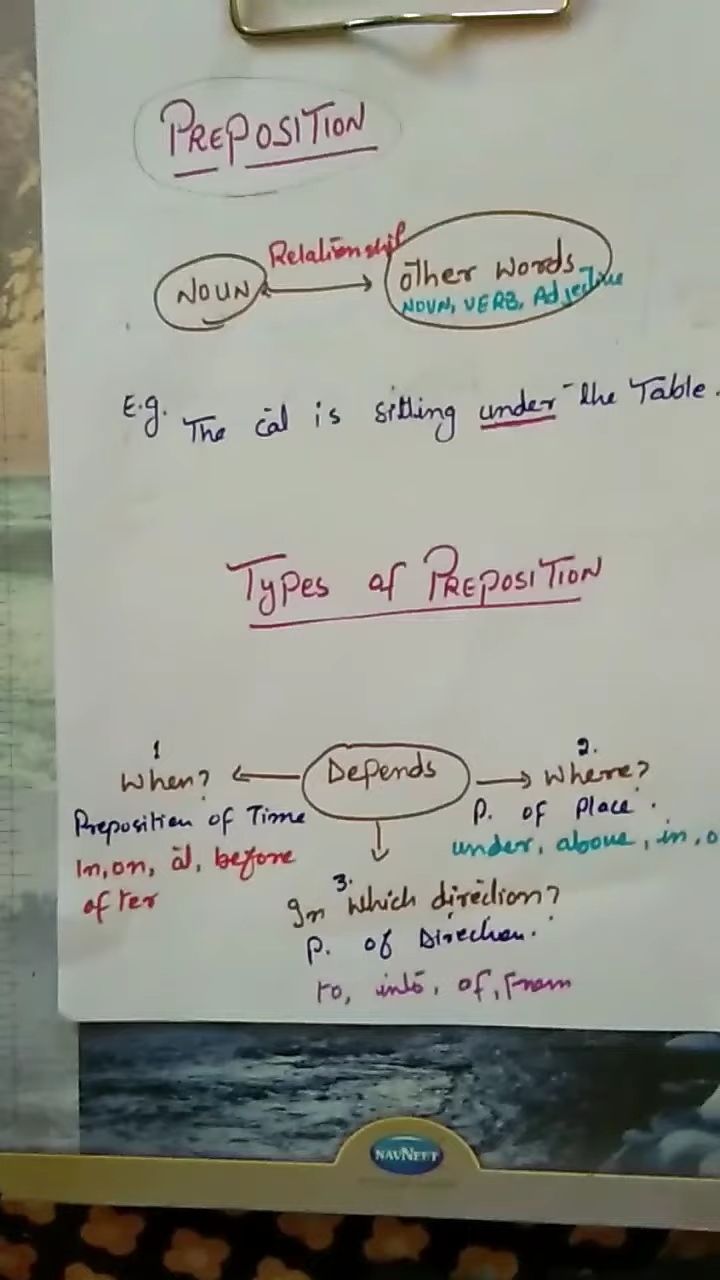 PREPOSITION
Relationship
NOUN
other words
NOUN, VERB, Adjective
E.g. The cat is sitting under the Table.
Types of PREPOSITION
1
2.
When?
Depends
Where?
Preposition of Time
P. of Place.
In, on, at, before
under, above, in, o
after
3.
In which direction?
P. of Direction.
to, into, of, From
NAVNEET